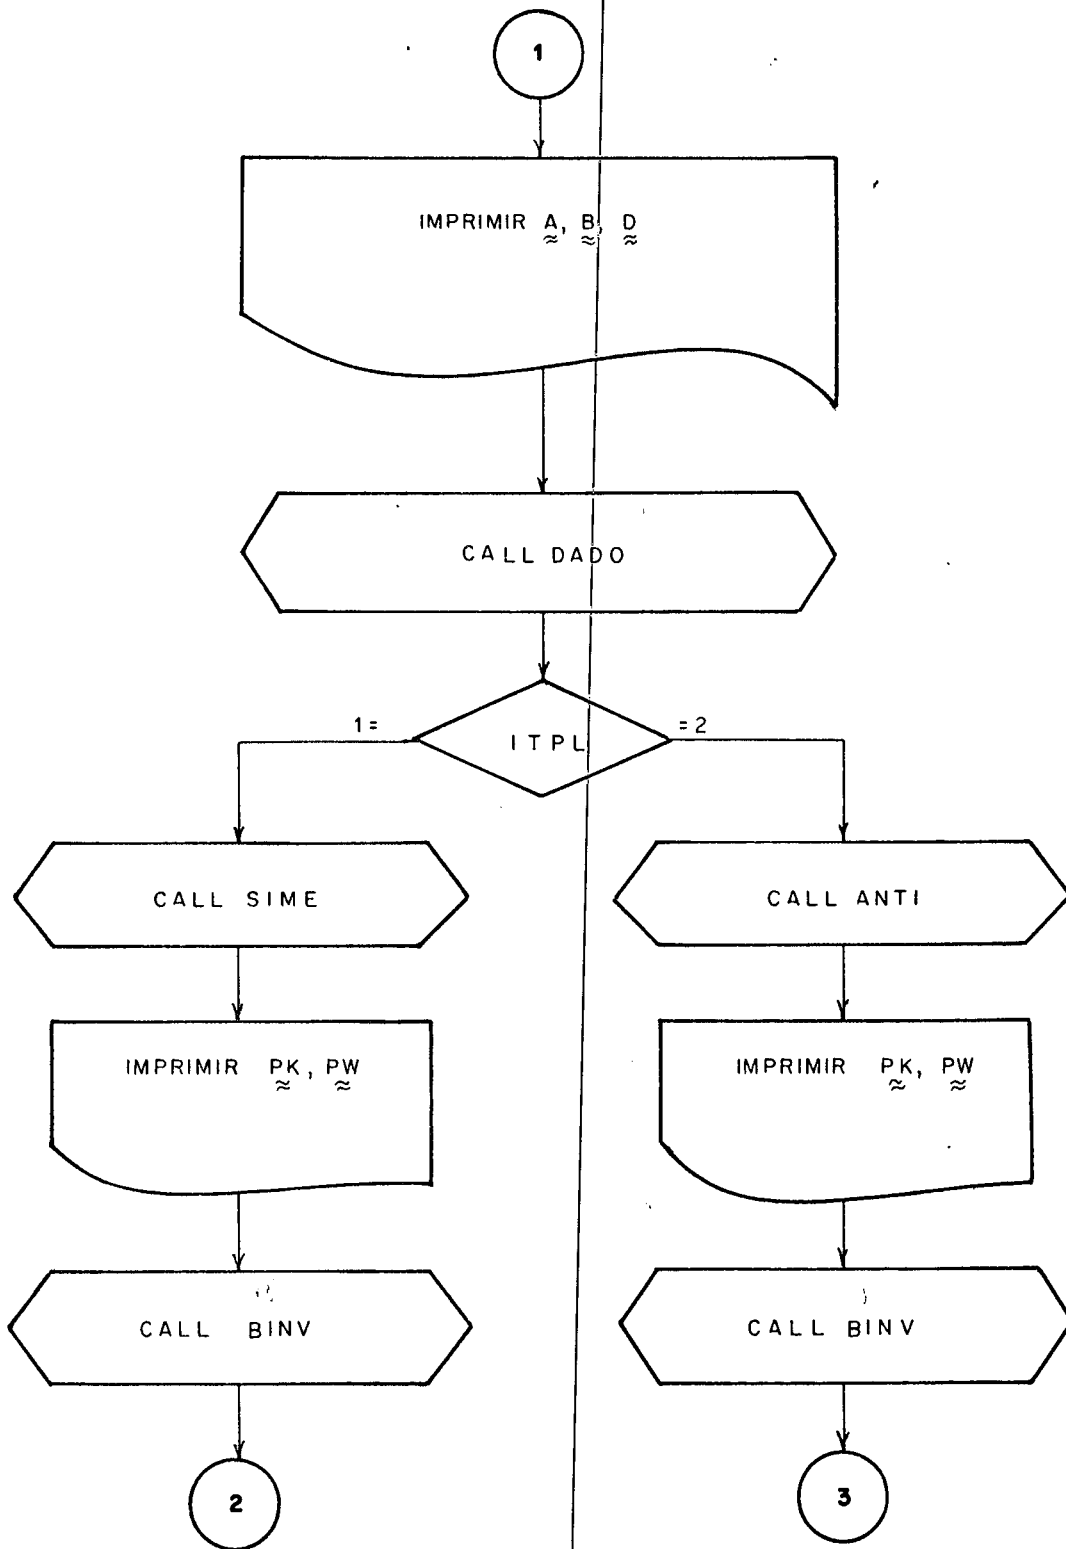 1
IMPRIMIR A, B, D
CALL DADO
1 =
ITPL
= 2
CALL SIME
CALL ANTI
IMPRIMIR PK, PW
IMPRIMIR PK, PW
CALL BINV
CALL BINV
2
3